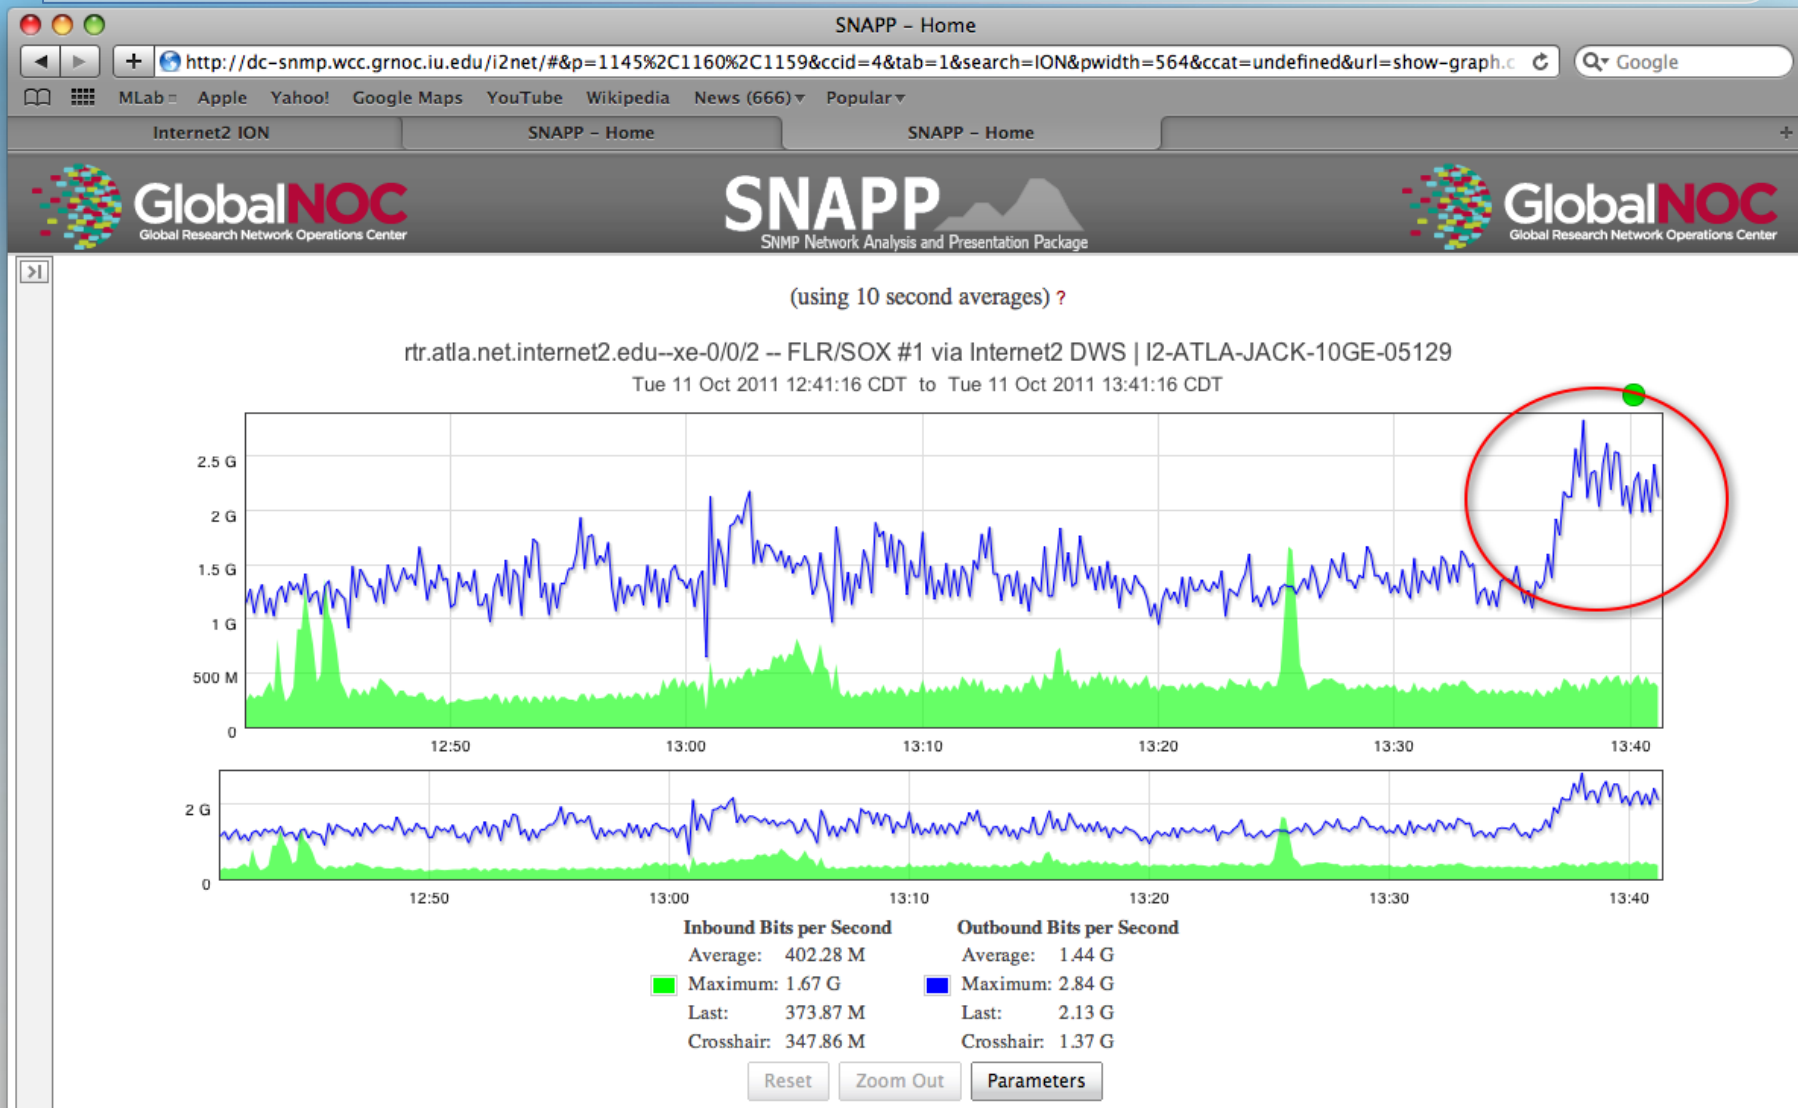 SNAPP – Home
http://dc-snmp.wcc.grnoc.iu.edu/i2net/#&p=1145%2C1160%2C1159&ccid=4&tab=1&search=ION&pwidth=564&ccat=undefined&url=show-graph.c
Google
MLab Apple Yahoo! Google Maps YouTube Wikipedia News (666) Popular
Internet2 ION SNAPP – Home SNAPP – Home
GlobalNOC
Global Research Network Operations Center
SNAPP
SNMP Network Analysis and Presentation Package
GlobalNOC
Global Research Network Operations Center
(using 10 second averages) ?
rtr.atla.net.internet2.edu--xe-0/0/2 -- FLR/SOX #1 via Internet2 DWS | I2-ATLA-JACK-10GE-05129
Tue 11 Oct 2011 12:41:16 CDT to Tue 11 Oct 2011 13:41:16 CDT
2.5 G
2 G
1.5 G
1 G
500 M
0
12:50 13:00 13:10 13:20 13:30 13:40
2 G
0
12:50 13:00 13:10 13:20 13:30 13:40
Inbound Bits per Second Outbound Bits per Second
Average: 402.28 M Average: 1.44 G
Maximum: 1.67 G Maximum: 2.84 G
Last: 373.87 M Last: 2.13 G
Crosshair: 347.86 M Crosshair: 1.37 G
Reset Zoom Out Parameters